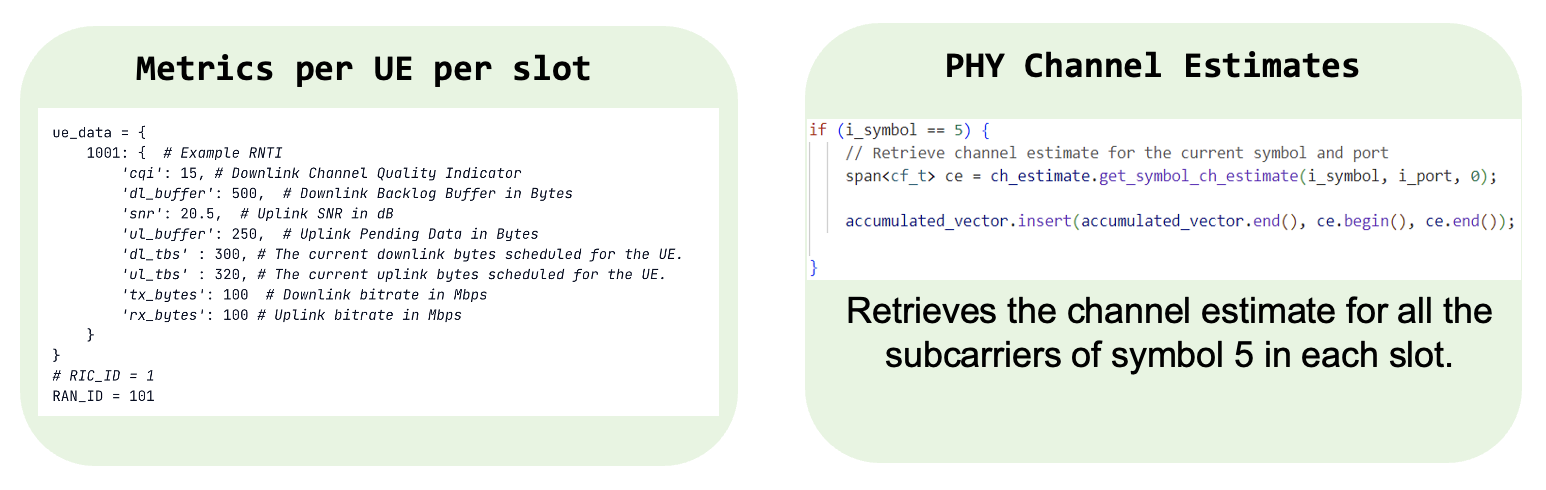 Metrics per UE per slot
ue_data = {
    1001: {  # Example RNTI
        'cqi': 15, # Downlink Channel Quality Indicator
        'dl_buffer': 500,  # Downlink Backlog Buffer in Bytes
        'snr': 20.5,  # Uplink SNR in dB
        'ul_buffer': 250,  # Uplink Pending Data in Bytes
        'dl_tbs' : 300, # The current downlink bytes scheduled for the UE.
        'ul_tbs' : 320, # The current uplink bytes scheduled for the UE.
        'tx_bytes': 100  # Downlink bitrate in Mbps
        'rx_bytes': 100 # Uplink bitrate in Mbps
    }
}
# RIC_ID = 1
RAN_ID = 101
PHY Channel Estimates
if (i_symbol == 5) {
    // Retrieve channel estimate for the current symbol and port
    span<cf_t> ce = ch_estimate.get_symbol_ch_estimate(i_symbol, i_port, 0);
    accumulated_vector.insert(accumulated_vector.end(), ce.begin(), ce.end());
}
Retrieves the channel estimate for all the
subcarriers of symbol 5 in each slot.